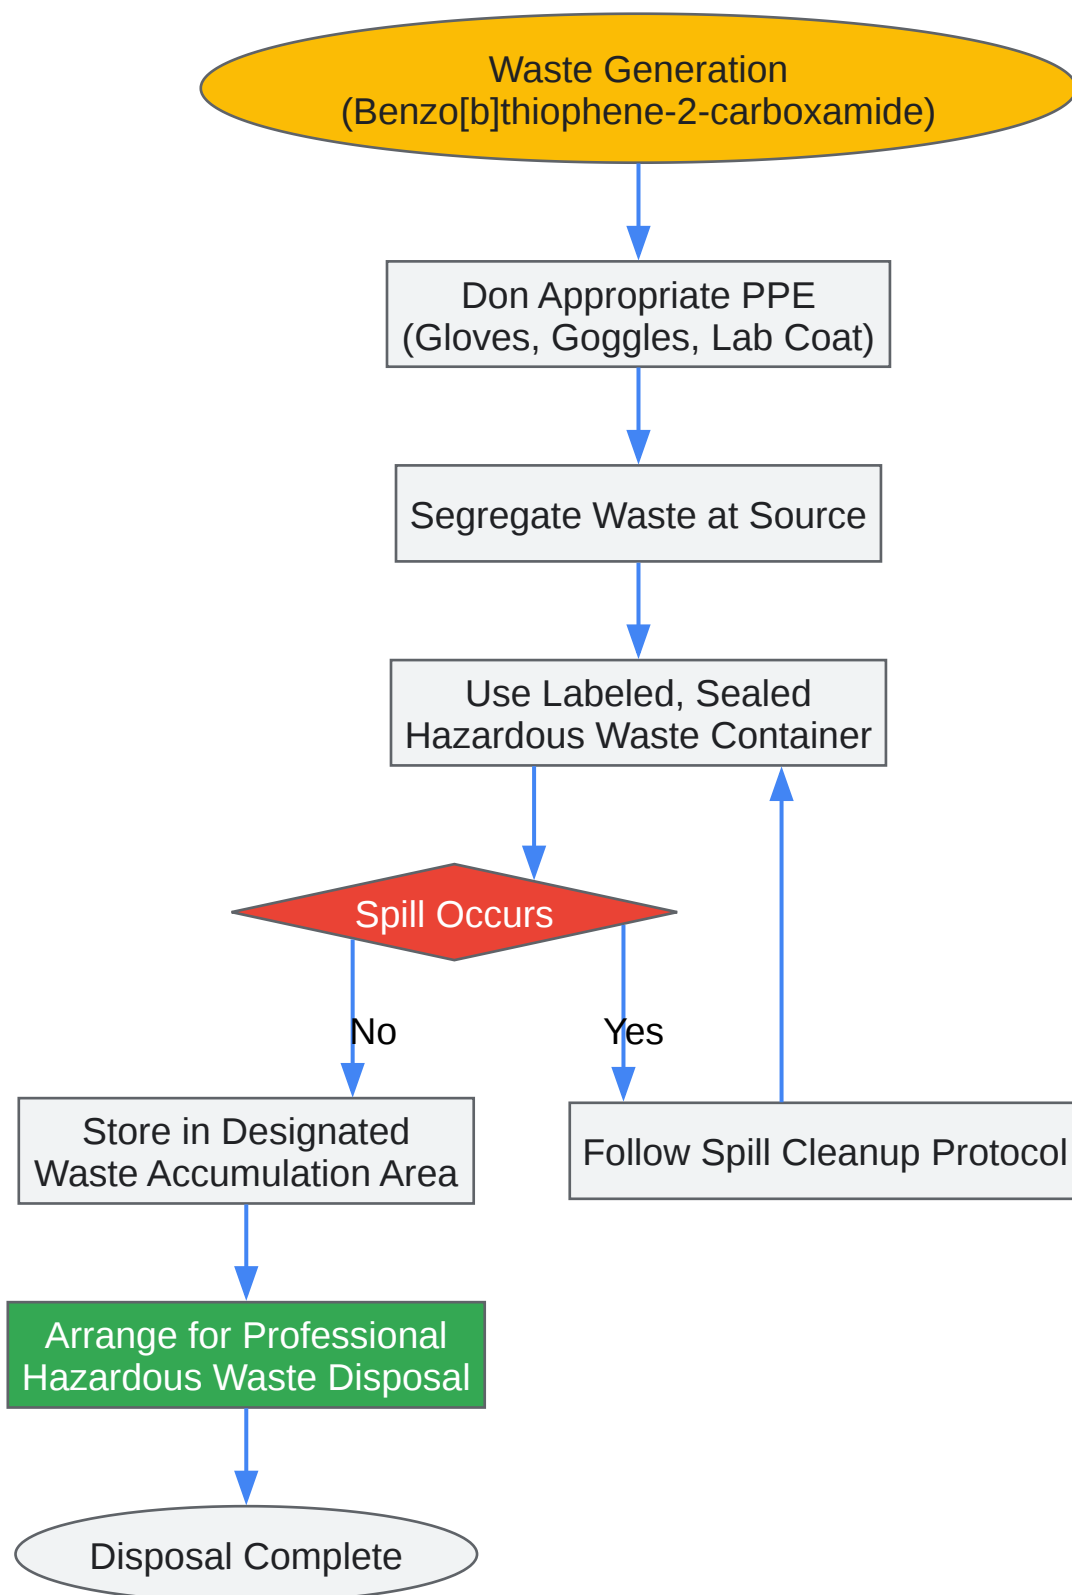 Waste Generation
(Benzo[b]thiophene-2-carboxamide)
Don Appropriate PPE
(Gloves, Goggles, Lab Coat)
Segregate Waste at Source
Use Labeled, Sealed
Hazardous Waste Container
Spill Occurs
No
Yes
Store in Designated
Waste Accumulation Area
Follow Spill Cleanup Protocol
Arrange for Professional
Hazardous Waste Disposal
Disposal Complete